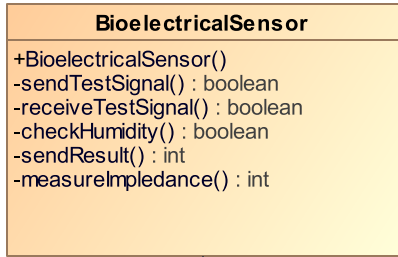 BioelectricalSensor
+BioelectricalSensor()
-sendTestSignal() : boolean
-receiveTestSignal() : boolean
-checkHumidity() : boolean
-sendResult() : int
-measureImpledance() : int